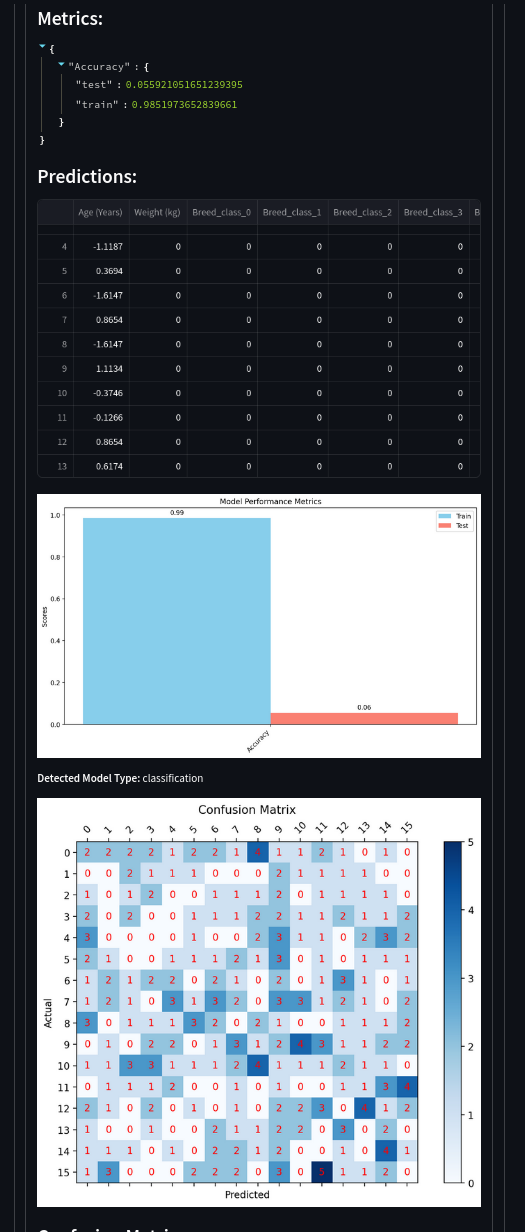 Metrics:
{
"Accuracy" : {
"test" : 0.055921051651239395
"train" : 0.9851973652839661
}
}
Predictions:
Age (Years) Weight (kg) Breed_class_0 Breed_class_1 Breed_class_2 Breed_class_3 B
4 -1.1187 0 0 0 0 0
5 0.3694 0 0 0 0 0
6 -1.6147 0 0 0 0 0
7 0.8654 0 0 0 0 0
8 -1.6147 0 0 0 0 0
9 1.1134 0 0 0 0 0
10 -0.3746 0 0 0 0 0
11 -0.1266 0 0 0 0 0
12 0.8654 0 0 0 0 0
13 0.6174 0 0 0 0 0
Model Performance Metrics
Train
Test
0.99
0.06
1.0
0.8
0.6
0.4
0.2
0.0
Scores
Accuracy
Detected Model Type: classification
Confusion Matrix
0 1 2 3 4 5 6 7 8 9 10 11 12 13 14 15
0 2 2 2 2 1 2 2 1 4 1 1 2 1 0 1 0
1 0 0 2 1 1 1 0 0 0 2 1 1 1 1 0 0
2 1 0 1 2 0 0 1 1 1 2 0 1 1 1 1 0
3 2 0 2 0 0 1 1 1 2 2 1 1 2 1 1 2
4 3 0 0 0 0 1 0 0 2 3 1 1 0 2 3 2
5 2 1 0 0 1 1 1 2 1 3 0 1 0 1 1 1
6 1 2 1 2 2 0 2 1 0 2 0 1 3 1 0 1
7 1 2 1 0 3 1 3 2 0 3 3 1 2 1 0 2
8 3 0 1 1 1 3 2 0 2 1 0 0 1 1 1 2
9 0 1 0 2 2 0 1 3 1 2 4 3 1 1 2 2
10 1 1 3 3 1 1 1 2 4 1 1 1 2 1 1 0
11 0 1 1 1 2 0 0 1 0 1 0 0 1 1 3 4
12 2 1 0 2 0 1 0 1 0 2 2 3 0 4 1 2
13 1 0 0 1 0 0 2 1 1 2 2 0 3 0 2 0
14 1 1 1 0 1 0 2 1 1 2 0 0 1 0 4 1
15 1 3 0 0 0 2 2 2 0 3 0 5 1 1 2 0
Actual
Predicted
5
4
3
2
1
0